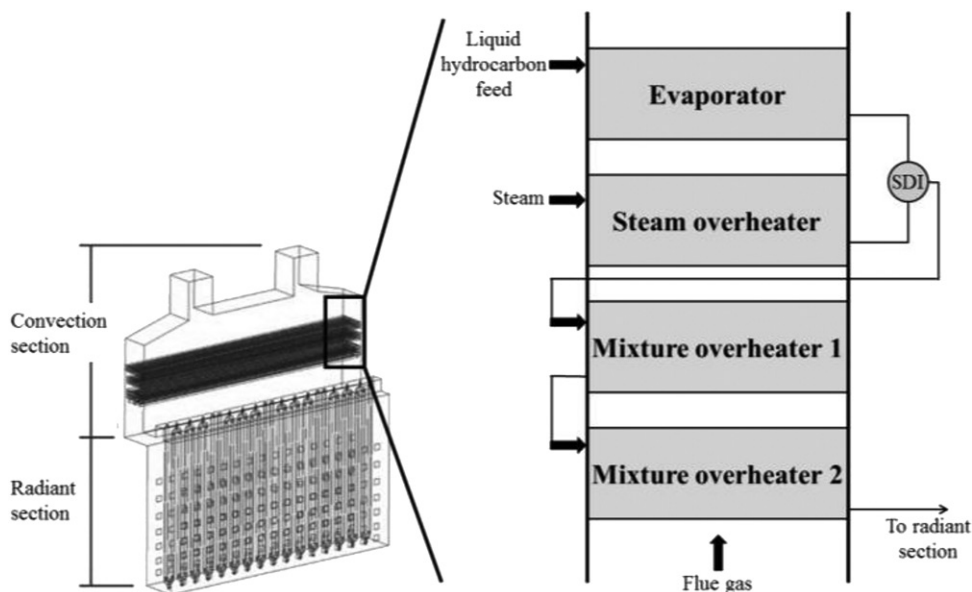 Convection
section
Radiant
section
Liquid
hydrocarbon
feed
Evaporator
SDI
Steam
Steam overheater
Mixture overheater 1
Mixture overheater 2
To radiant
section
Flue gas